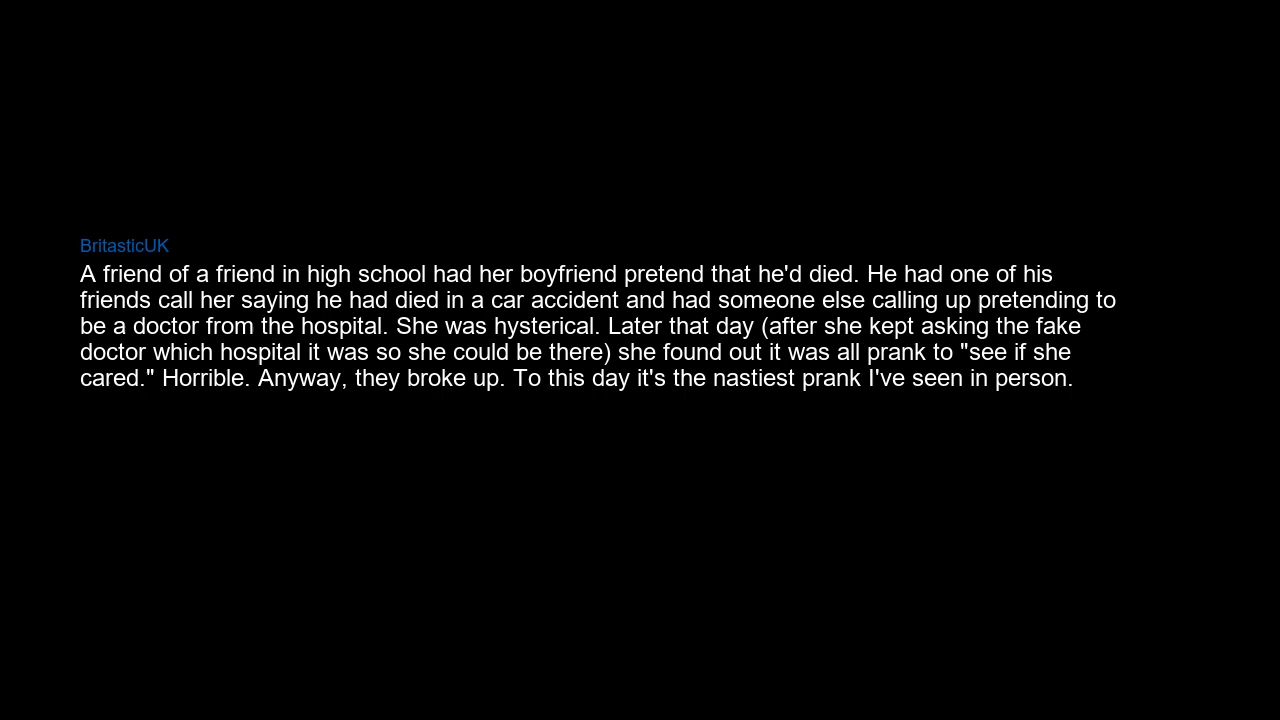 BritasticUK
A friend of a friend in high school had her boyfriend pretend that he'd died. He had one of his
friends call her saying he had died in a car accident and had someone else calling up pretending to
be a doctor from the hospital. She was hysterical. Later that day (after she kept asking the fake
doctor which hospital it was so she could be there) she found out it was all prank to "see if she
cared." Horrible. Anyway, they broke up. To this day it's the nastiest prank I've seen in person.